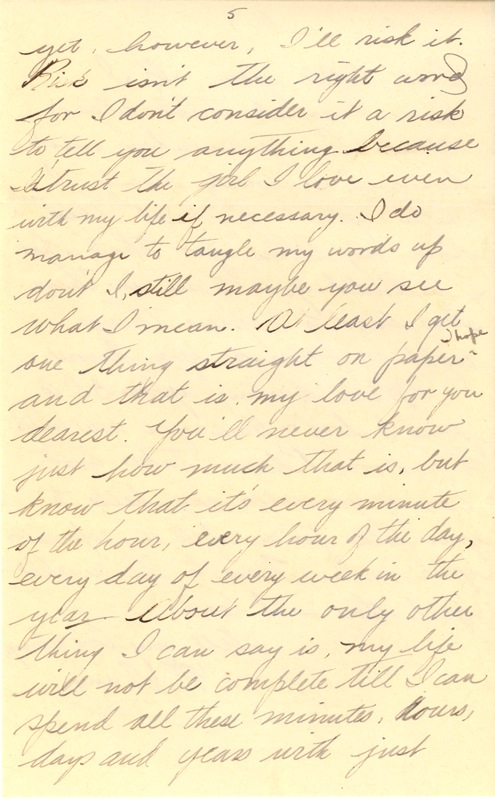 5
yet, however, I'll risk it.
Risk isn't the right word
for I don't consider it a risk
to tell you anything because
I trust the girl I love even
with my life if necessary. I do
manage to tangle my words up
don't I, still maybe you see
what I mean. At least I get
I hope
one thing straight on paper -
and that is, my love for you
dearest. You'll never know
just how much that is, but
know that it's every minute
of the hour, every hour of the day,
every day of every week in the
year. About the only other
thing I can say is, my life
will not be complete till I can
spend all these minutes, hours,
days and years with just